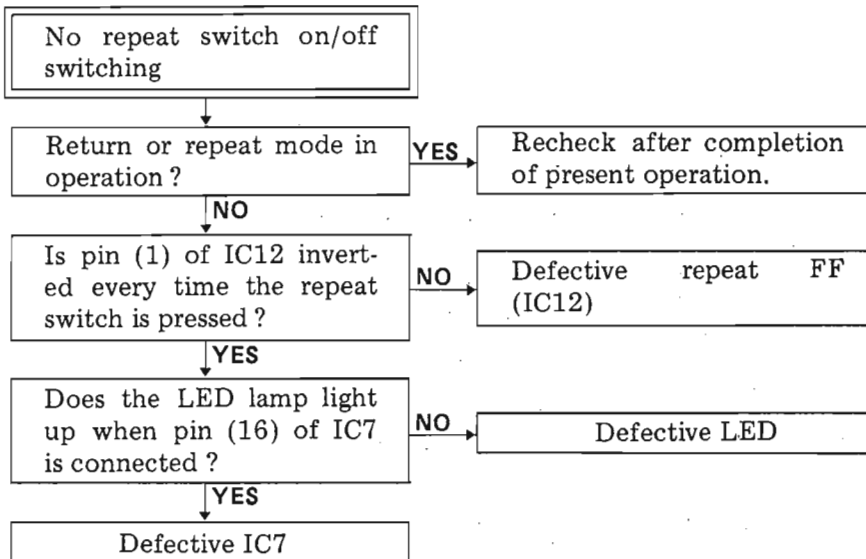 No repeat switch on/off
switching
Return or repeat mode in
operation ?
YES
Recheck after completion
of present operation.
NO
Is pin (1) of IC12 invert-
ed every time the repeat
switch is pressed ?
NO
Defective repeat FF
(IC12)
YES
Does the LED lamp light
up when pin (16) of IC7
is connected ?
NO
Defective LED
YES
Defective IC7